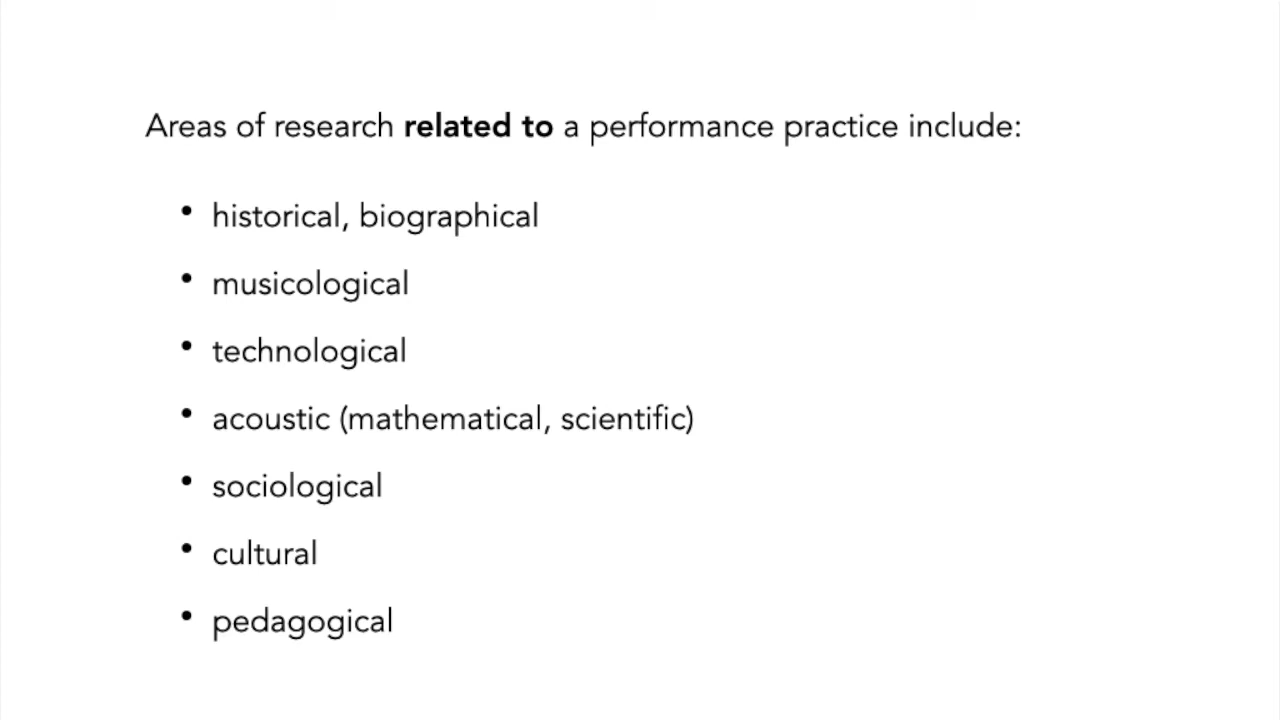 Areas of research related to a performance practice include:
• historical, biographical
• musicological
• technological
• acoustic (mathematical, scientific)
• sociological
• cultural
• pedagogical